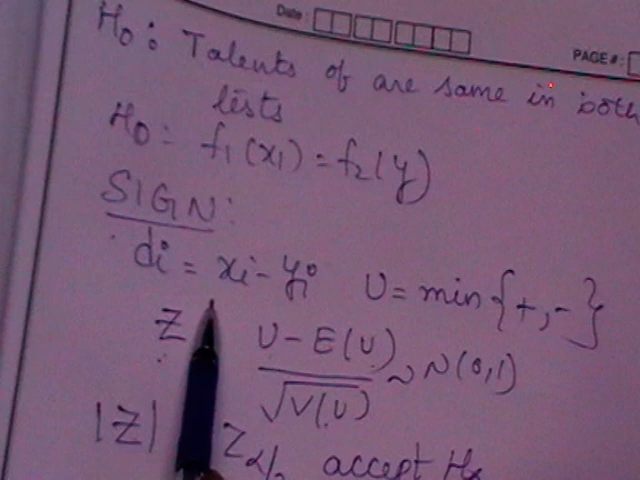 Date:
PAGE #:
H₀: Talents of are same in both
lists
H₀: f₁(x₁) = f₂(y)
SIGN:
di = xi - yi U = min{+,-}
Z U - E(U) / √V(U) ~ N(0,1)
|Z| Zα/2 accept H₀